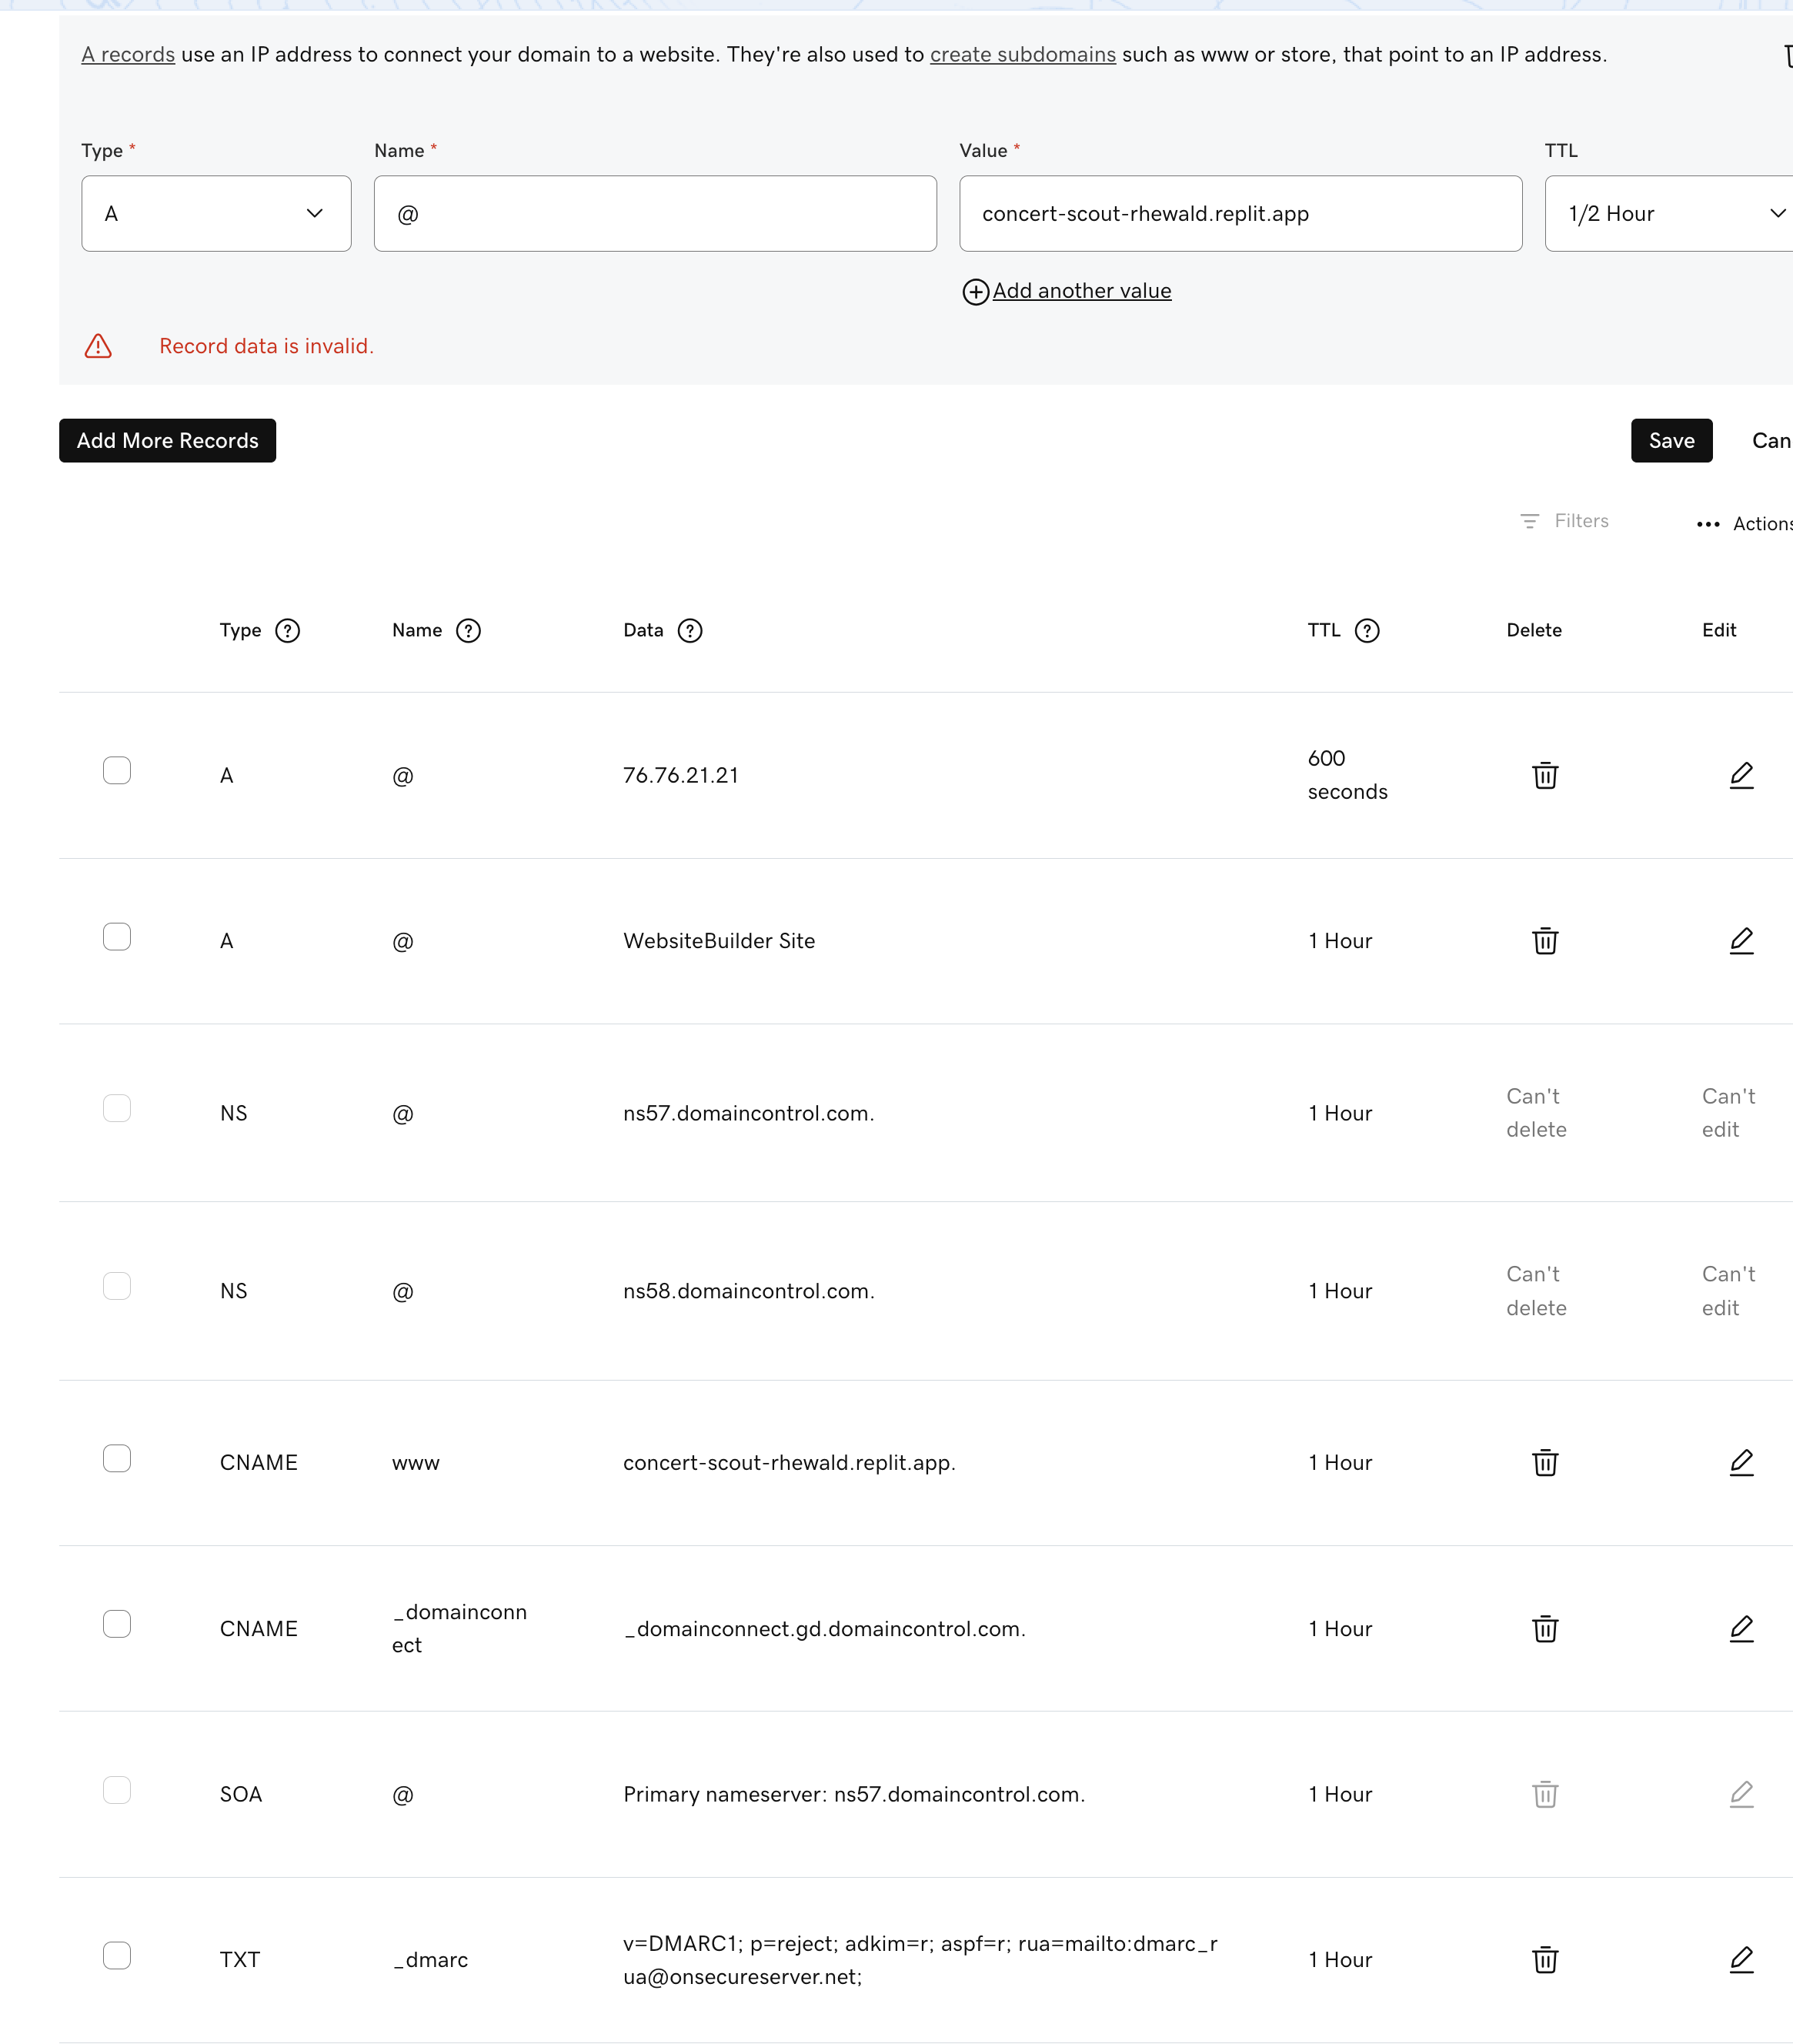 A records use an IP address to connect your domain to a website. They're also used to create subdomains such as www or store, that point to an IP address.
Type * Name * Value * TTL
A @ concert-scout-rhewald.replit.app 1/2 Hour
Add another value
Record data is invalid.
Add More Records Save Can
Filters Actions
Type Name Data TTL Delete Edit
A @ 76.76.21.21 600 seconds
A @ WebsiteBuilder Site 1 Hour
NS @ ns57.domaincontrol.com. 1 Hour Can't delete Can't edit
NS @ ns58.domaincontrol.com. 1 Hour Can't delete Can't edit
CNAME www concert-scout-rhewald.replit.app. 1 Hour
CNAME _domainconnect _domainconnect.gd.domaincontrol.com. 1 Hour
SOA @ Primary nameserver: ns57.domaincontrol.com. 1 Hour
TXT _dmarc v=DMARC1; p=reject; adkim=r; aspf=r; rua=mailto:dmarc_rua@onsecureserver.net; 1 Hour